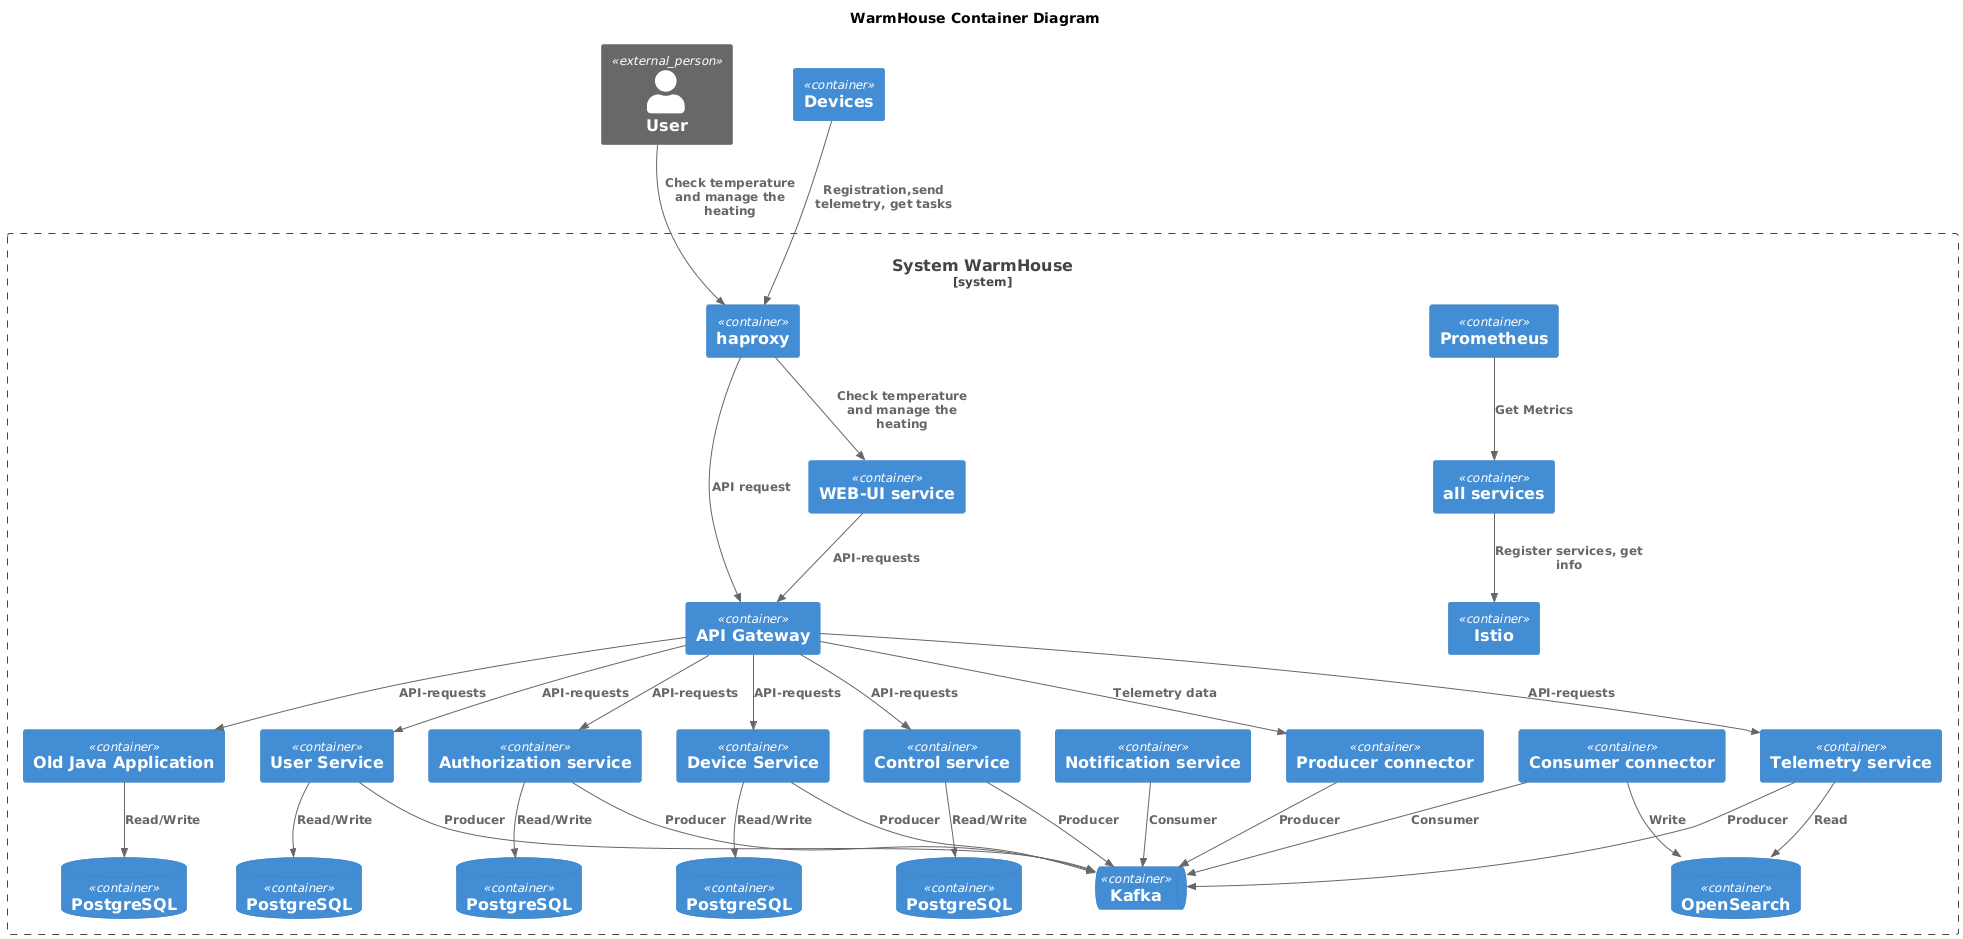 WarmHouse Container Diagram
«external_person»
User
«container»
Devices
Check temperature
and manage the
heating
Registration,send
telemetry, get tasks
System WarmHouse
[system]
«container»
haproxy
«container»
Prometheus
Check temperature
and manage the
heating
Get Metrics
API request
«container»
WEB-UI service
«container»
all services
API-requests
Register services, get
info
«container»
API Gateway
«container»
Istio
API-requests
API-requests
API-requests
API-requests
API-requests
Telemetry data
API-requests
«container»
Old Java Application
«container»
User Service
«container»
Authorization service
«container»
Device Service
«container»
Control service
«container»
Notification service
«container»
Producer connector
«container»
Consumer connector
«container»
Telemetry service
Read/Write
Read/Write
Producer
Read/Write
Producer
Read/Write
Producer
Read/Write
Producer
Consumer
Producer
Consumer
Write
Producer
Read
«container»
PostgreSQL
«container»
PostgreSQL
«container»
PostgreSQL
«container»
PostgreSQL
«container»
PostgreSQL
«container»
Kafka
«container»
OpenSearch